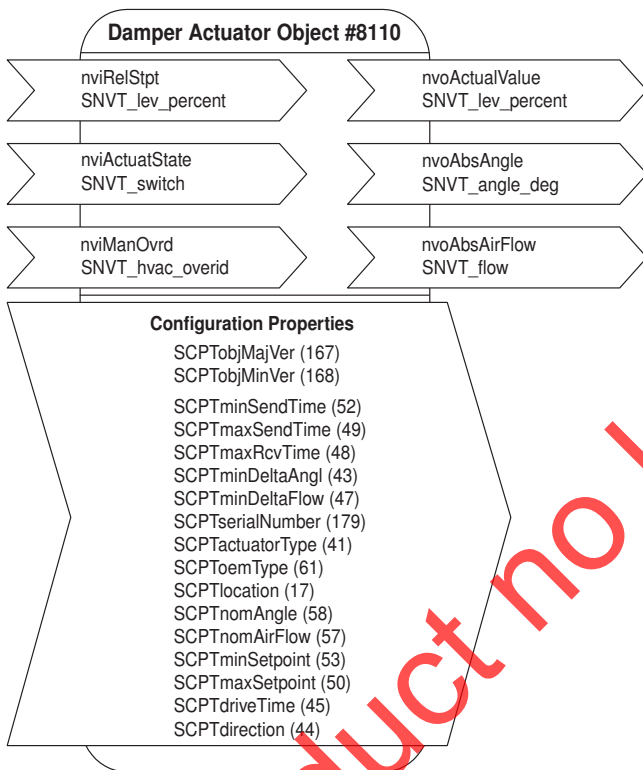 Damper Actuator Object #8110
nviRelStpt
SNVT_lev_percent
nvoActualValue
SNVT_lev_percent
nviActuatState
SNVT_switch
nvoAbsAngle
SNVT_angle_deg
nviManOvrd
SNVT_hvac_overid
nvoAbsAirFlow
SNVT_flow
Configuration Properties
SCPTobjMajVer (167)
SCPTobjMinVer (168)
SCPTminSendTime (52)
SCPTmaxSendTime (49)
SCPTmaxRcvTime (48)
SCPTminDeltaAngl (43)
SCPTminDeltaFlow (47)
SCPTserialNumber (179)
SCPTactuatorType (41)
SCPToemType (61)
SCPTlocation (17)
SCPTnomAngle (58)
SCPTnomAirFlow (57)
SCPTminSetpoint (53)
SCPTmaxSetpoint (50)
SCPTdriveTime (45)
SCPTdirection (44)
duct no